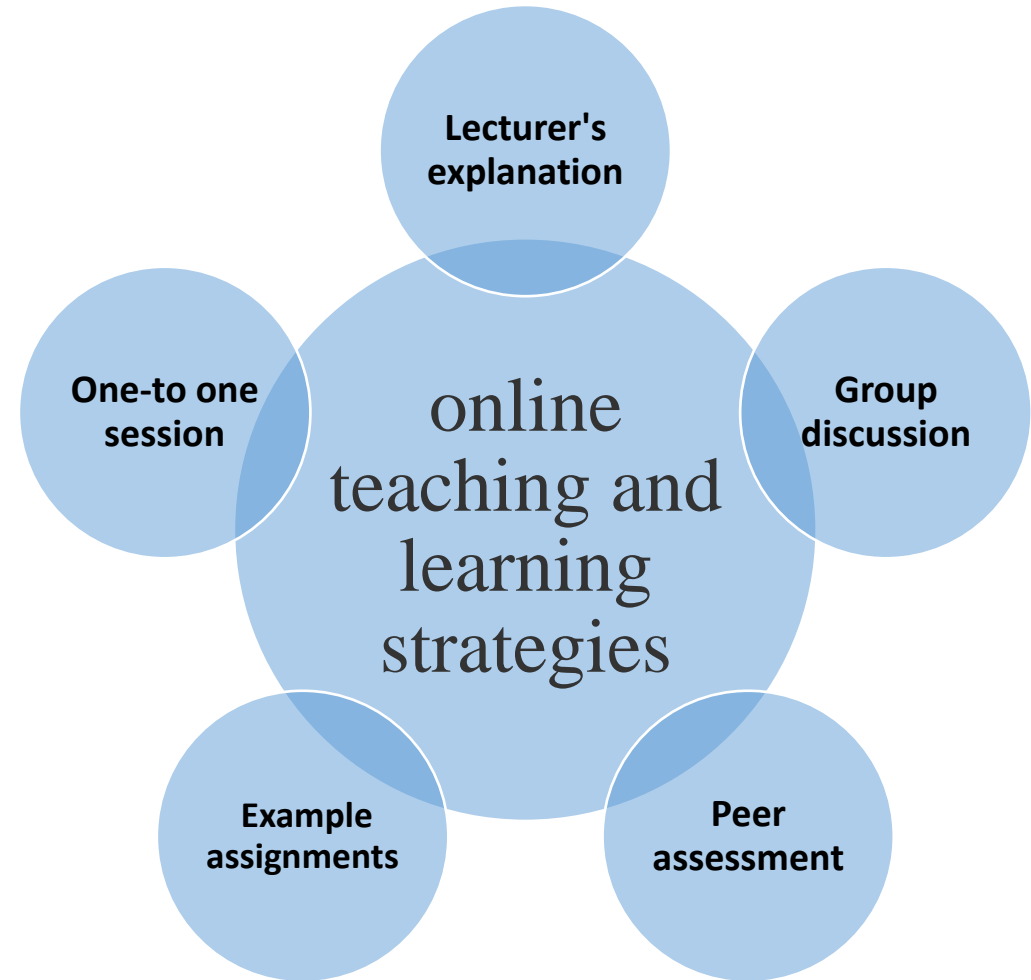 Lecturer's
explanation
One-to one
session
Group
discussion
online
teaching and
learning
strategies
Example
assignments
Peer
assessment